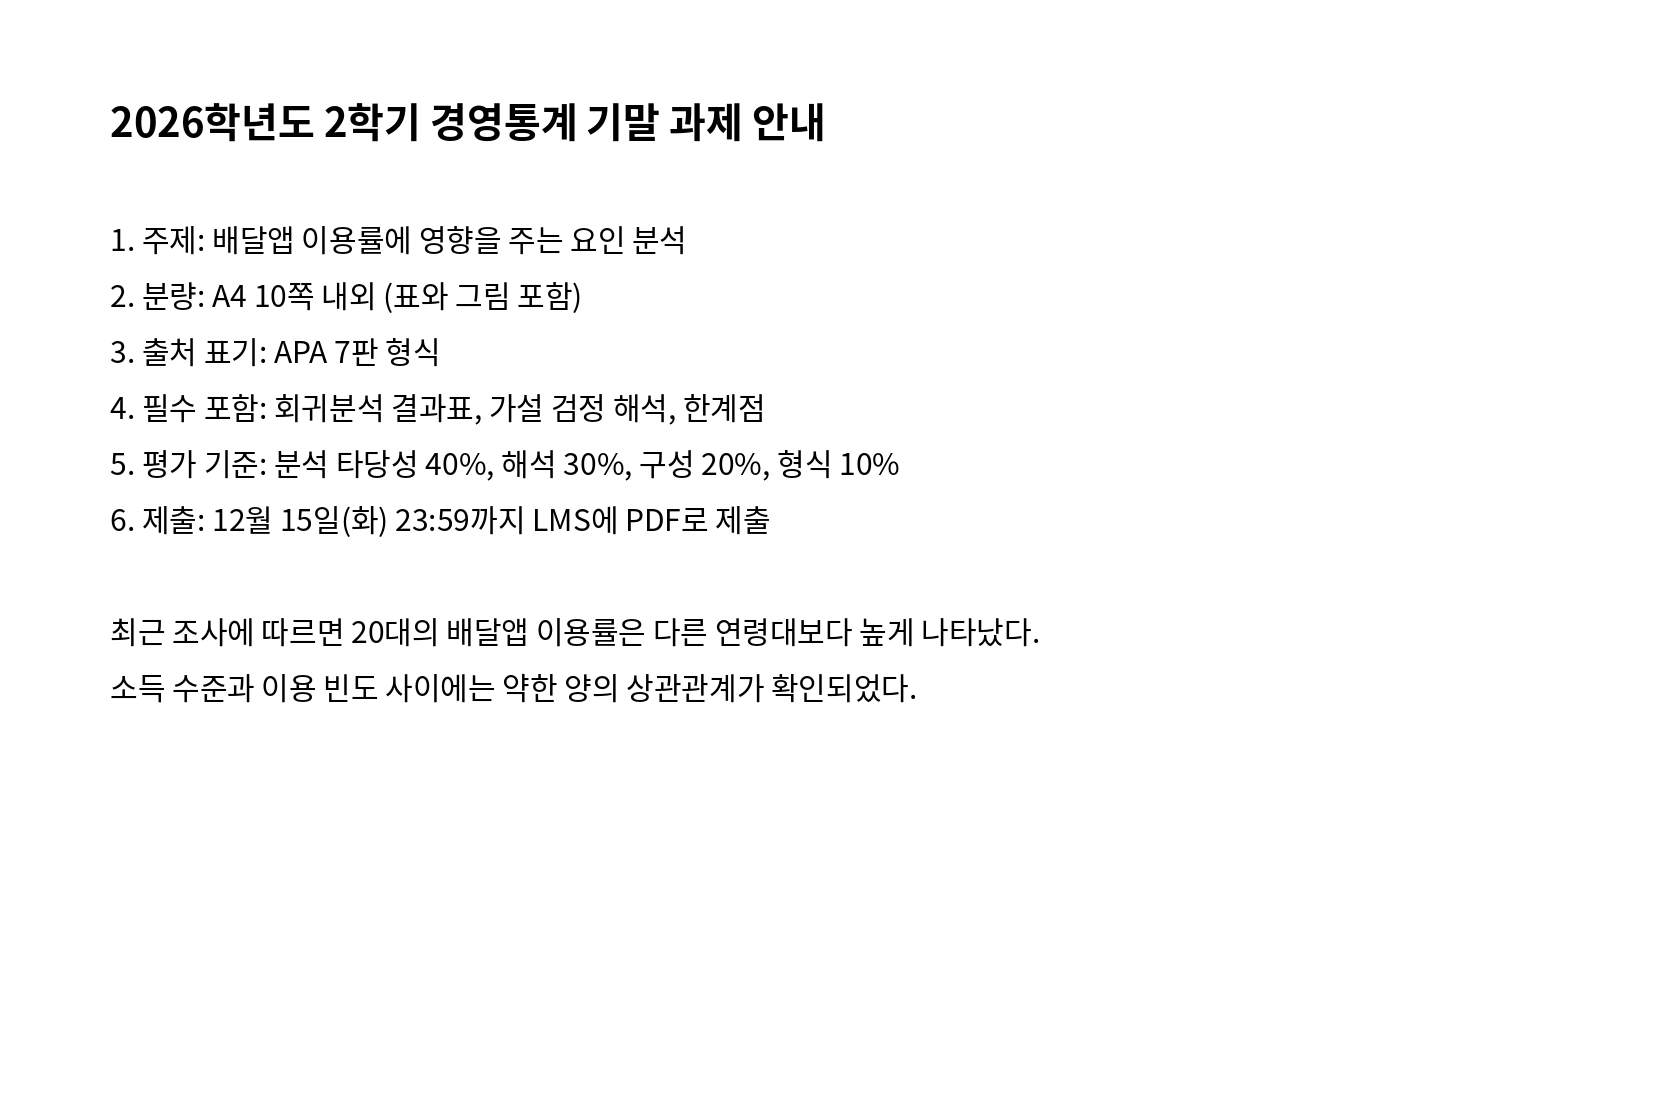 2026학년도 2학기 경영통계 기말 과제 안내
1. 주제: 배달앱 이용률에 영향을 주는 요인 분석
2. 분량: A4 10쪽 내외 (표와 그림 포함)
3. 출처 표기: APA 7판 형식
4. 필수 포함: 회귀분석 결과표, 가설 검정 해석, 한계점
5. 평가 기준: 분석 타당성 40%, 해석 30%, 구성 20%, 형식 10%
6. 제출: 12월 15일(화) 23:59까지 LMS에 PDF로 제출
최근 조사에 따르면 20대의 배달앱 이용률은 다른 연령대보다 높게 나타났다.
소득 수준과 이용 빈도 사이에는 약한 양의 상관관계가 확인되었다.